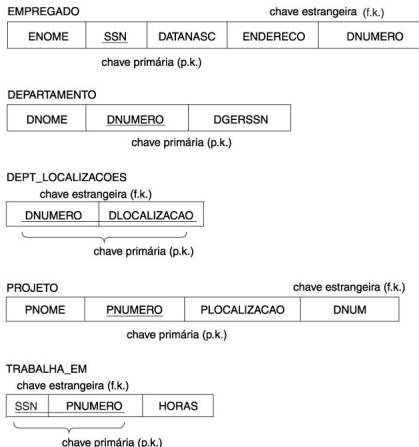 EMPREGADO
chave estrangeira (f.k.)
ENOME SSN DATANASC ENDERECO DNUMERO
chave primária (p.k.)
DEPARTAMENTO
DNOME DNUMERO DGERSSN
chave primária (p.k.)
DEPT_LOCALIZACOES
chave estrangeira (f.k.)
DNUMERO DLOCALIZACAO
chave primária (p.k.)
PROJETO
chave estrangeira (f.k.)
PNOME PNUMERO PLOCALIZACAO DNUM
chave primária (p.k.)
TRABALHA_EM
chave estrangeira (f.k.)
SSN PNUMERO HORAS
chave primária (p.k.)